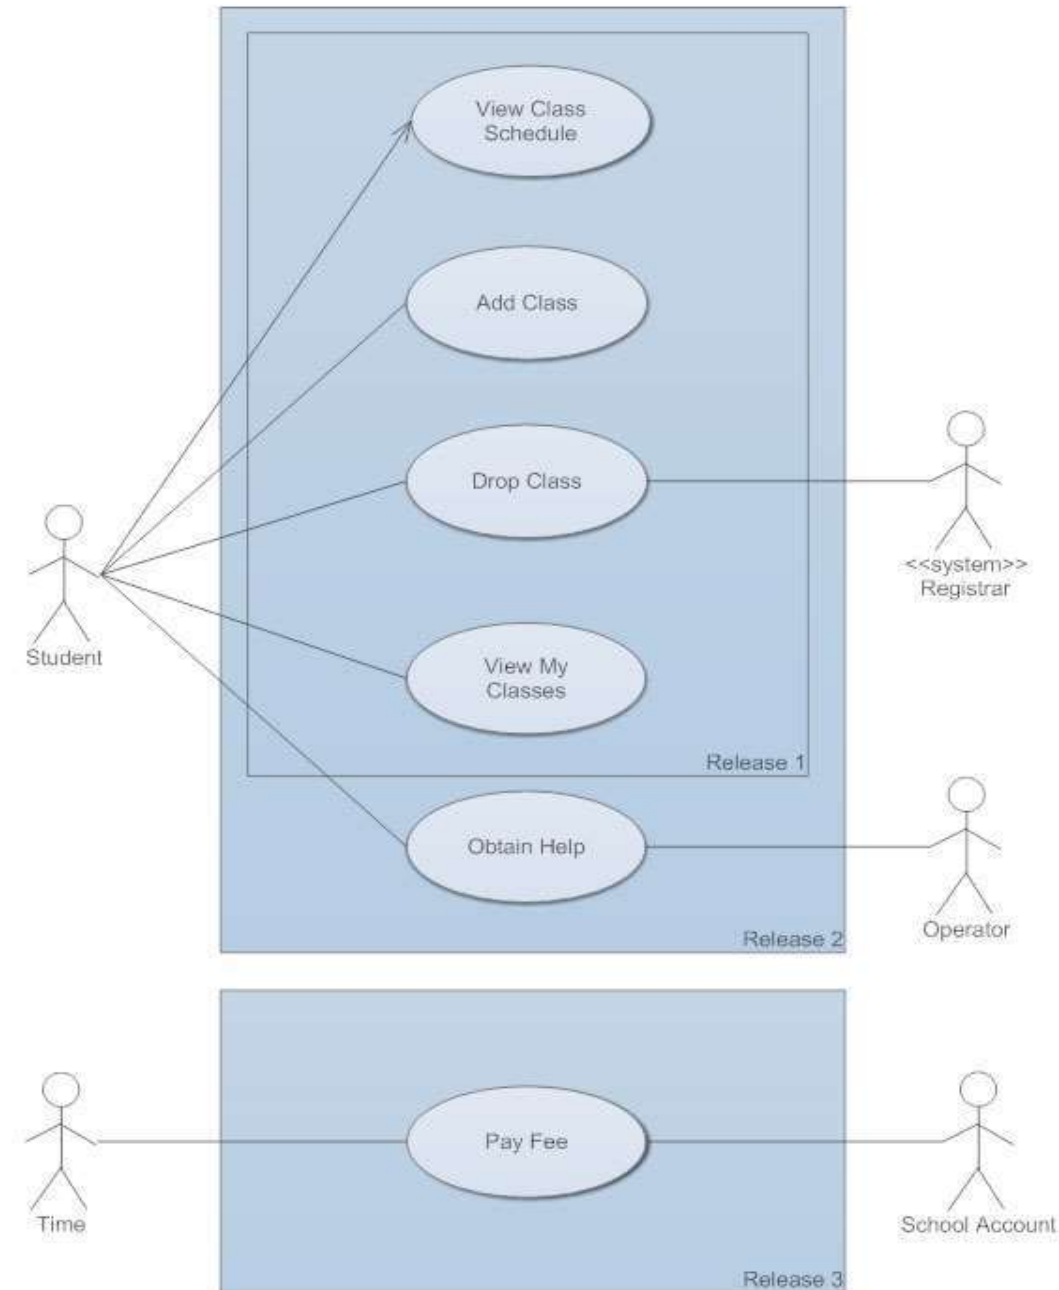 View Class
Schedule
Add Class
Drop Class
<<system>>
Registrar
Student
View My
Classes
Release 1
Obtain Help
Operator
Release 2
Pay Fee
Time
School Account
Release 3